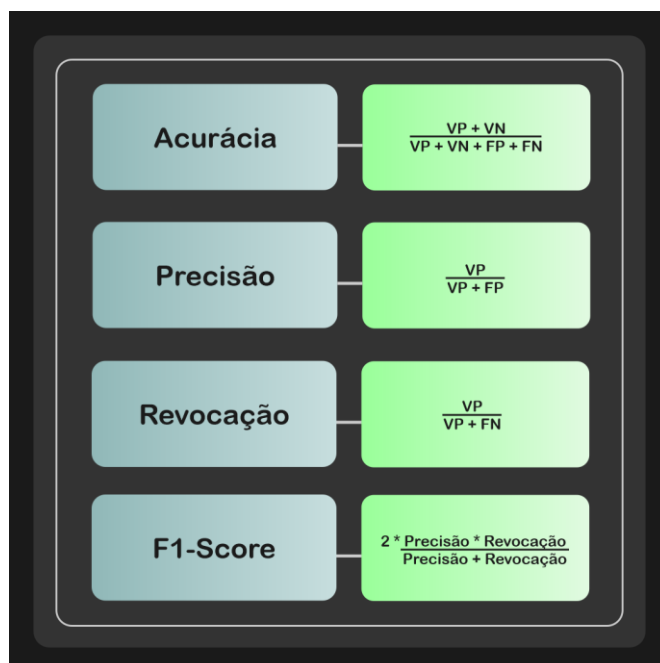 Acurácia
VP + VN
VP + VN + FP + FN
Precisão
VP
VP + FP
Revocação
VP
VP + FN
F1-Score
2 * Precisão * Revocação
Precisão + Revocação